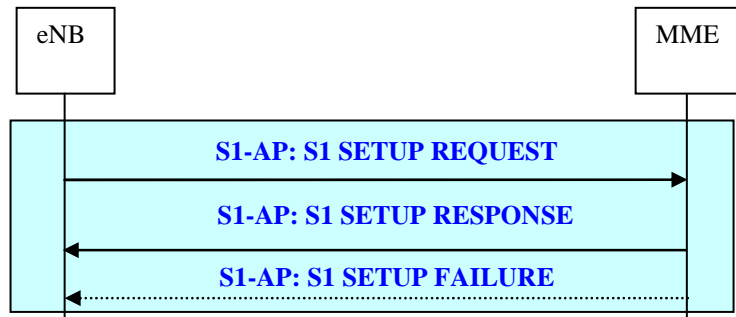 eNB
MME
S1-AP: S1 SETUP REQUEST
S1-AP: S1 SETUP RESPONSE
S1-AP: S1 SETUP FAILURE